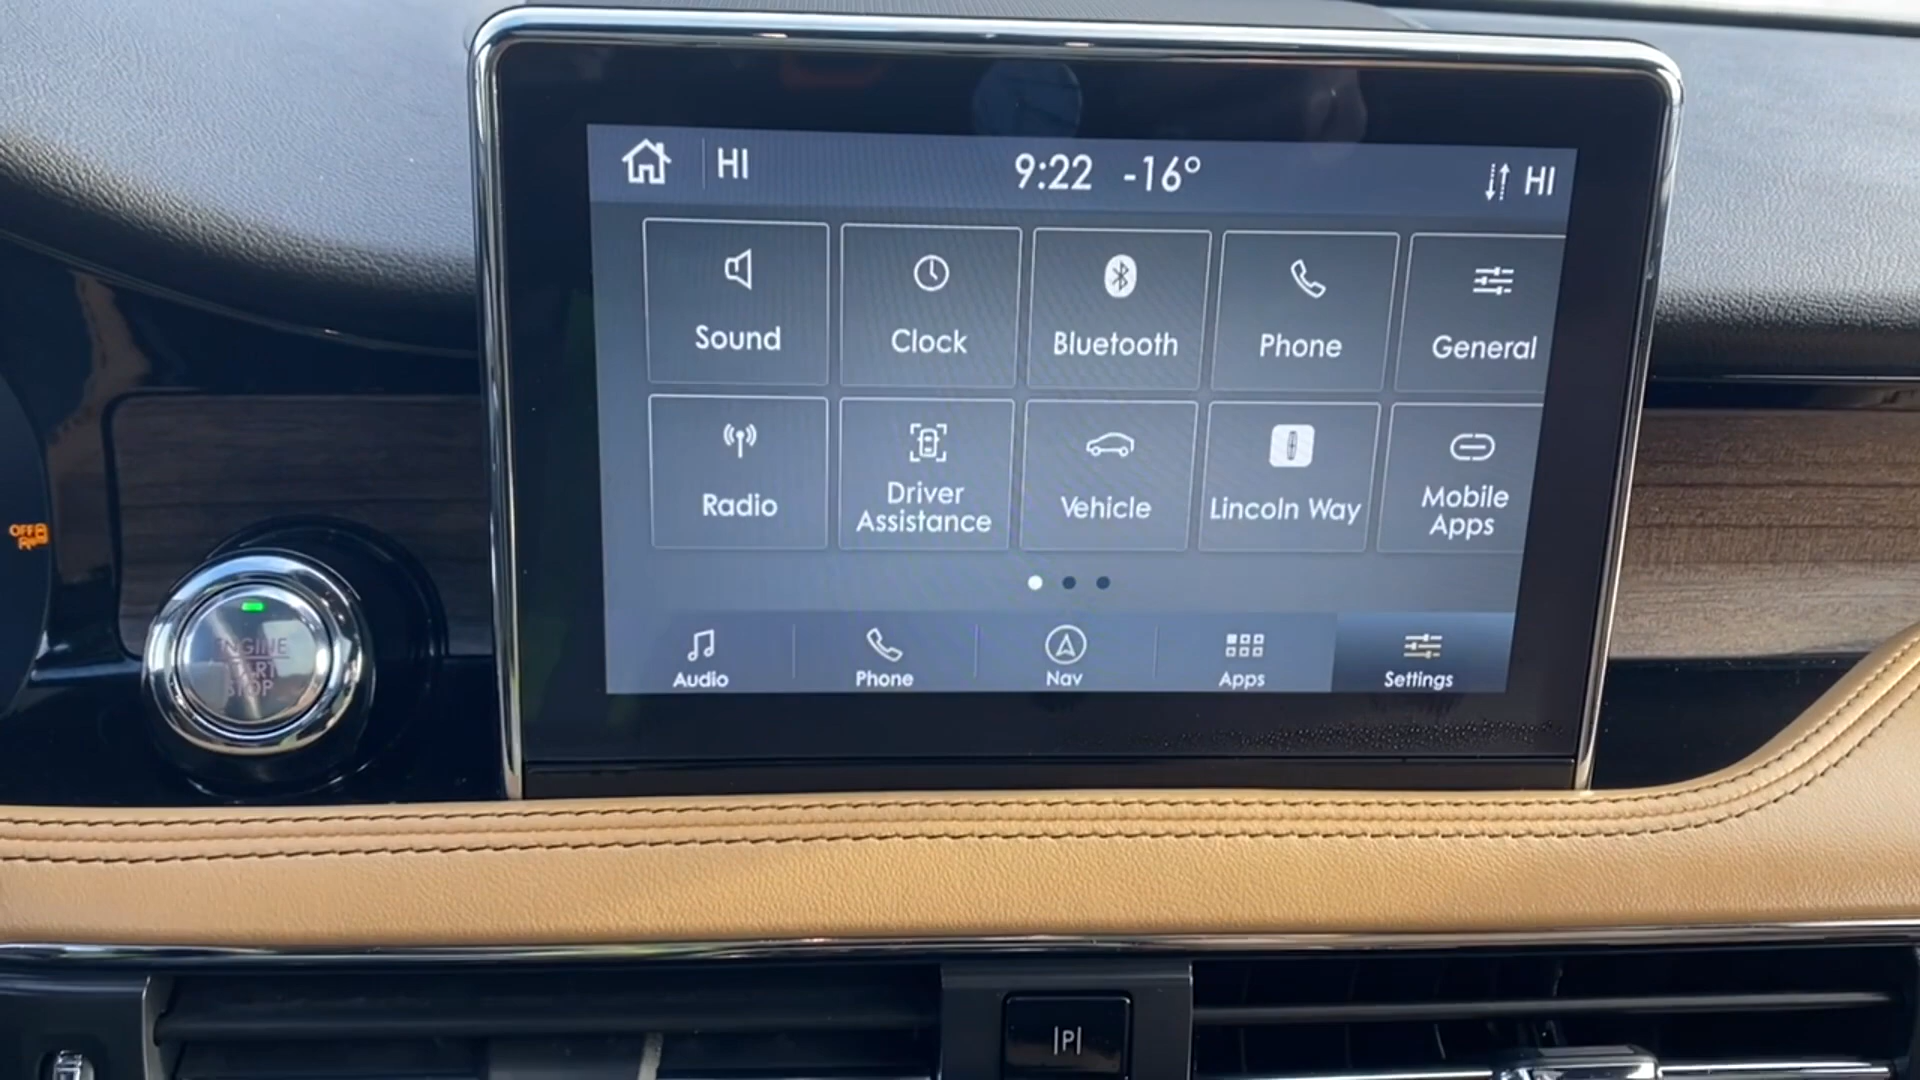 HI
9:22 -16°
HI
Sound
Clock
Bluetooth
Phone
General
Radio
Driver
Assistance
Vehicle
Lincoln Way
Mobile
Apps
Audio
Phone
Nav
Apps
Settings
OFF
ENGINE
START
STOP
|P|